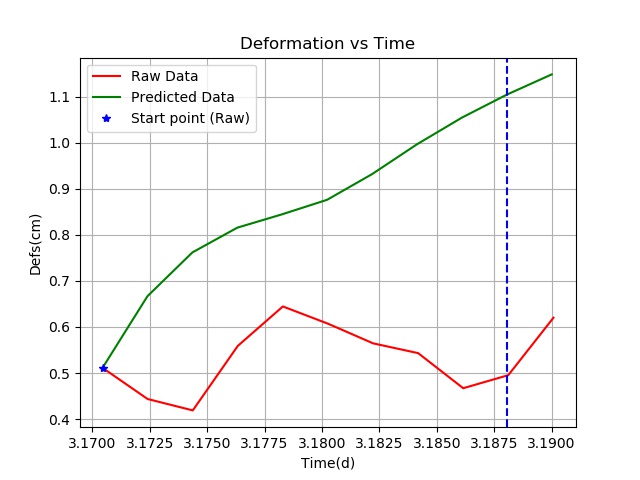 Deformation vs Time
Raw Data
Predicted Data
Start point (Raw)
Defs(cm)
1.1
1.0
0.9
0.8
0.7
0.6
0.5
0.4
3.1700 3.1725 3.1750 3.1775 3.1800 3.1825 3.1850 3.1875 3.1900
Time(d)